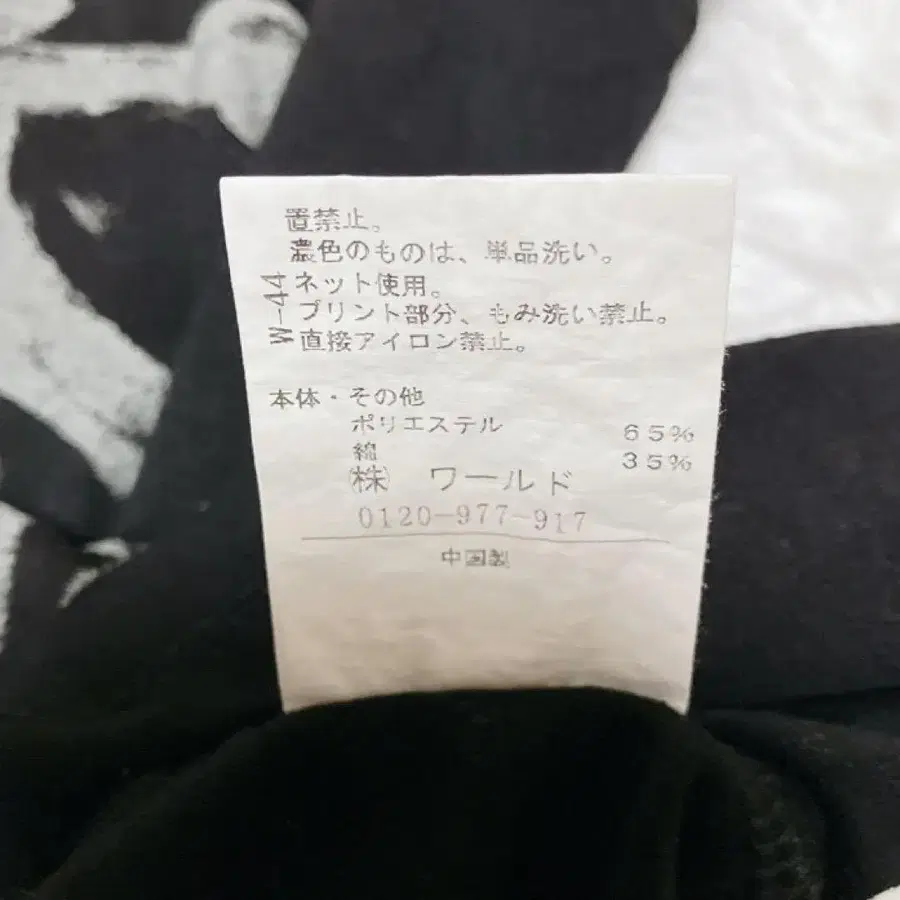 置禁止。
濃色のものは、単品洗い。
ネット使用。
プリント部分、もみ洗い禁止。
直接アイロン禁止。
W-44
本体・その他
ポリエステル 65%
綿 35%
㈱ ワールド
0120-977-917
中国製